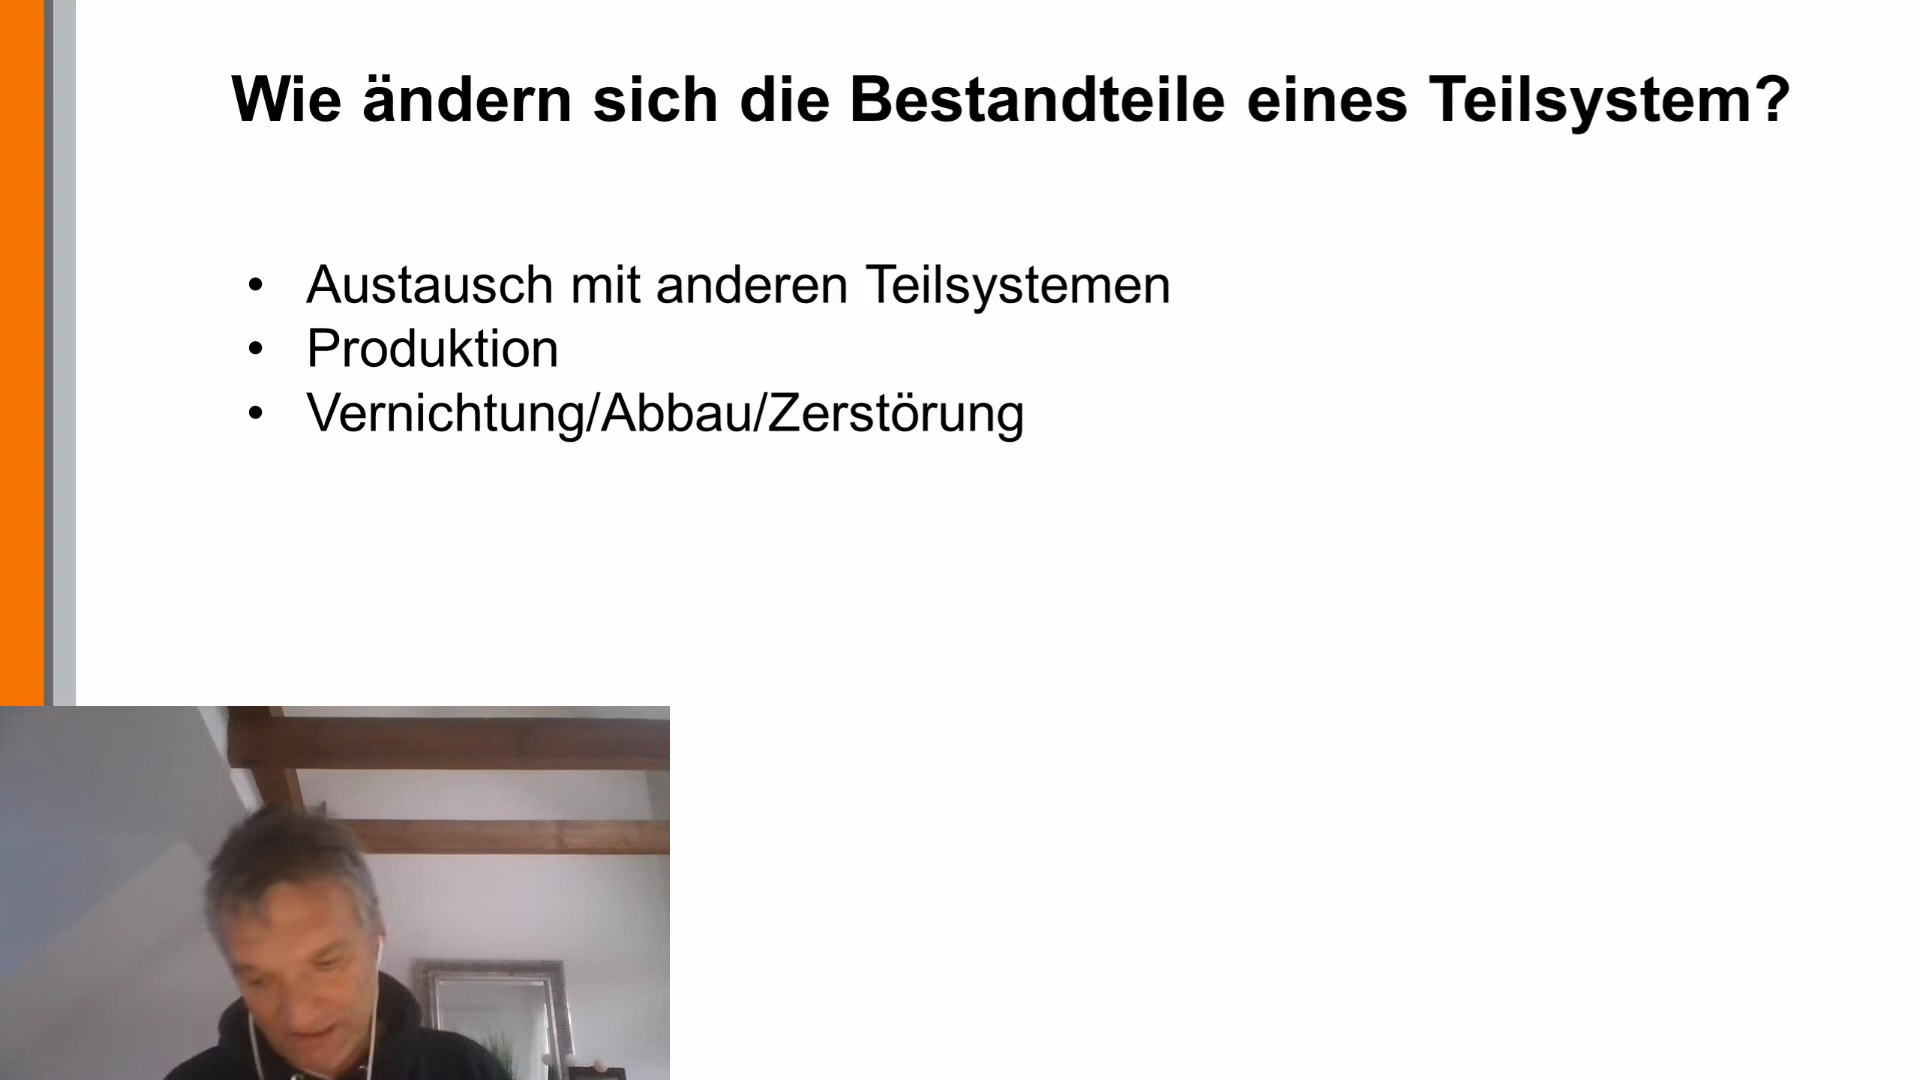 Wie ändern sich die Bestandteile eines Teilsystem?
• Austausch mit anderen Teilsystemen
• Produktion
• Vernichtung/Abbau/Zerstörung